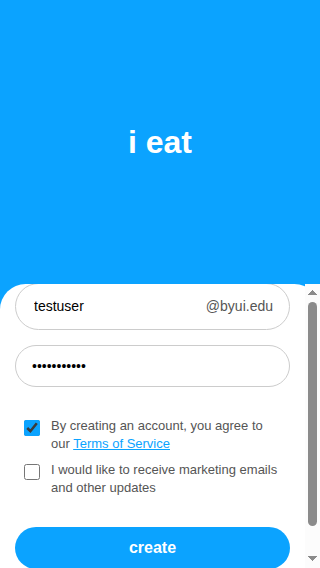 i eat
testuser @byui.edu
•••••••••••
By creating an account, you agree to
our Terms of Service
I would like to receive marketing emails
and other updates
create